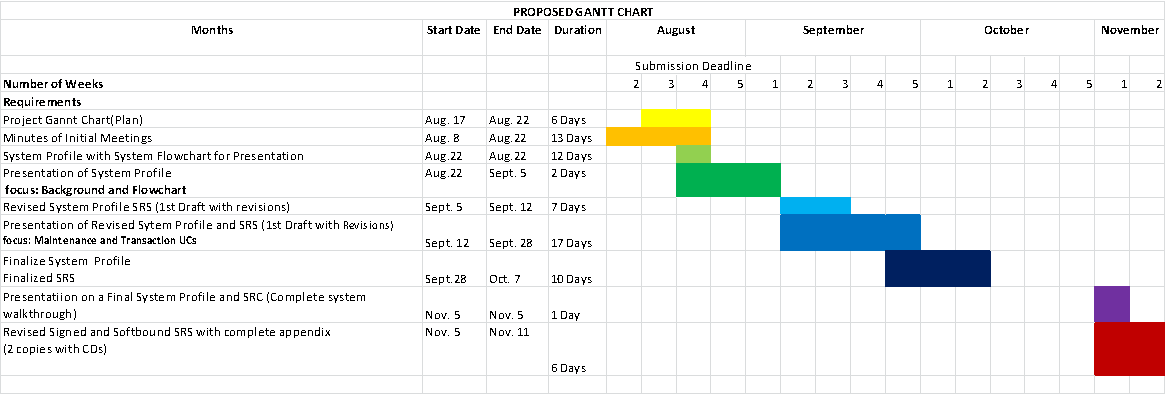 PROPOSED GANTT CHART
Months Start Date End Date Duration August September October November
Submission Deadline
Number of Weeks 2 3 4 5 1 2 3 4 5 1 2 3 4 5 1 2
Requirements
Project Gannt Chart(Plan) Aug. 17 Aug. 22 6 Days
Minutes of Initial Meetings Aug. 8 Aug.22 13 Days
System Profile with System Flowchart for Presentation Aug.22 Aug.22 12 Days
Presentation of System Profile Aug.22 Sept. 5 2 Days
focus: Background and Flowchart
Revised System Profile SRS (1st Draft with revisions) Sept. 5 Sept. 12 7 Days
Presentation of Revised Sytem Profile and SRS (1st Draft with Revisions)
focus: Maintenance and Transaction UCs Sept. 12 Sept. 28 17 Days
Finalize System Profile
Finalized SRS Sept.28 Oct. 7 10 Days
Presentatiion on a Final System Profile and SRC (Complete system
walkthrough) Nov. 5 Nov. 5 1 Day
Revised Signed and Softbound SRS with complete appendix Nov. 5 Nov. 11
(2 copies with CDs)
6 Days